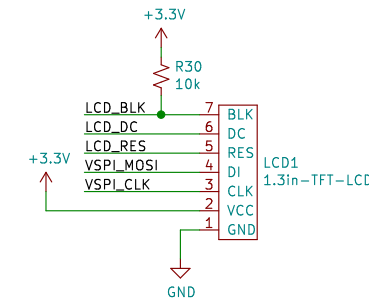 +3.3V
R30
10k
LCD_BLK 7 BLK
LCD_DC 6 DC
LCD_RES 5 RES
+3.3V
VSPI_MOSI 4 DI
LCD1
VSPI_CLK 3 CLK
1.3in-TFT-LCD
2 VCC
1 GND
GND